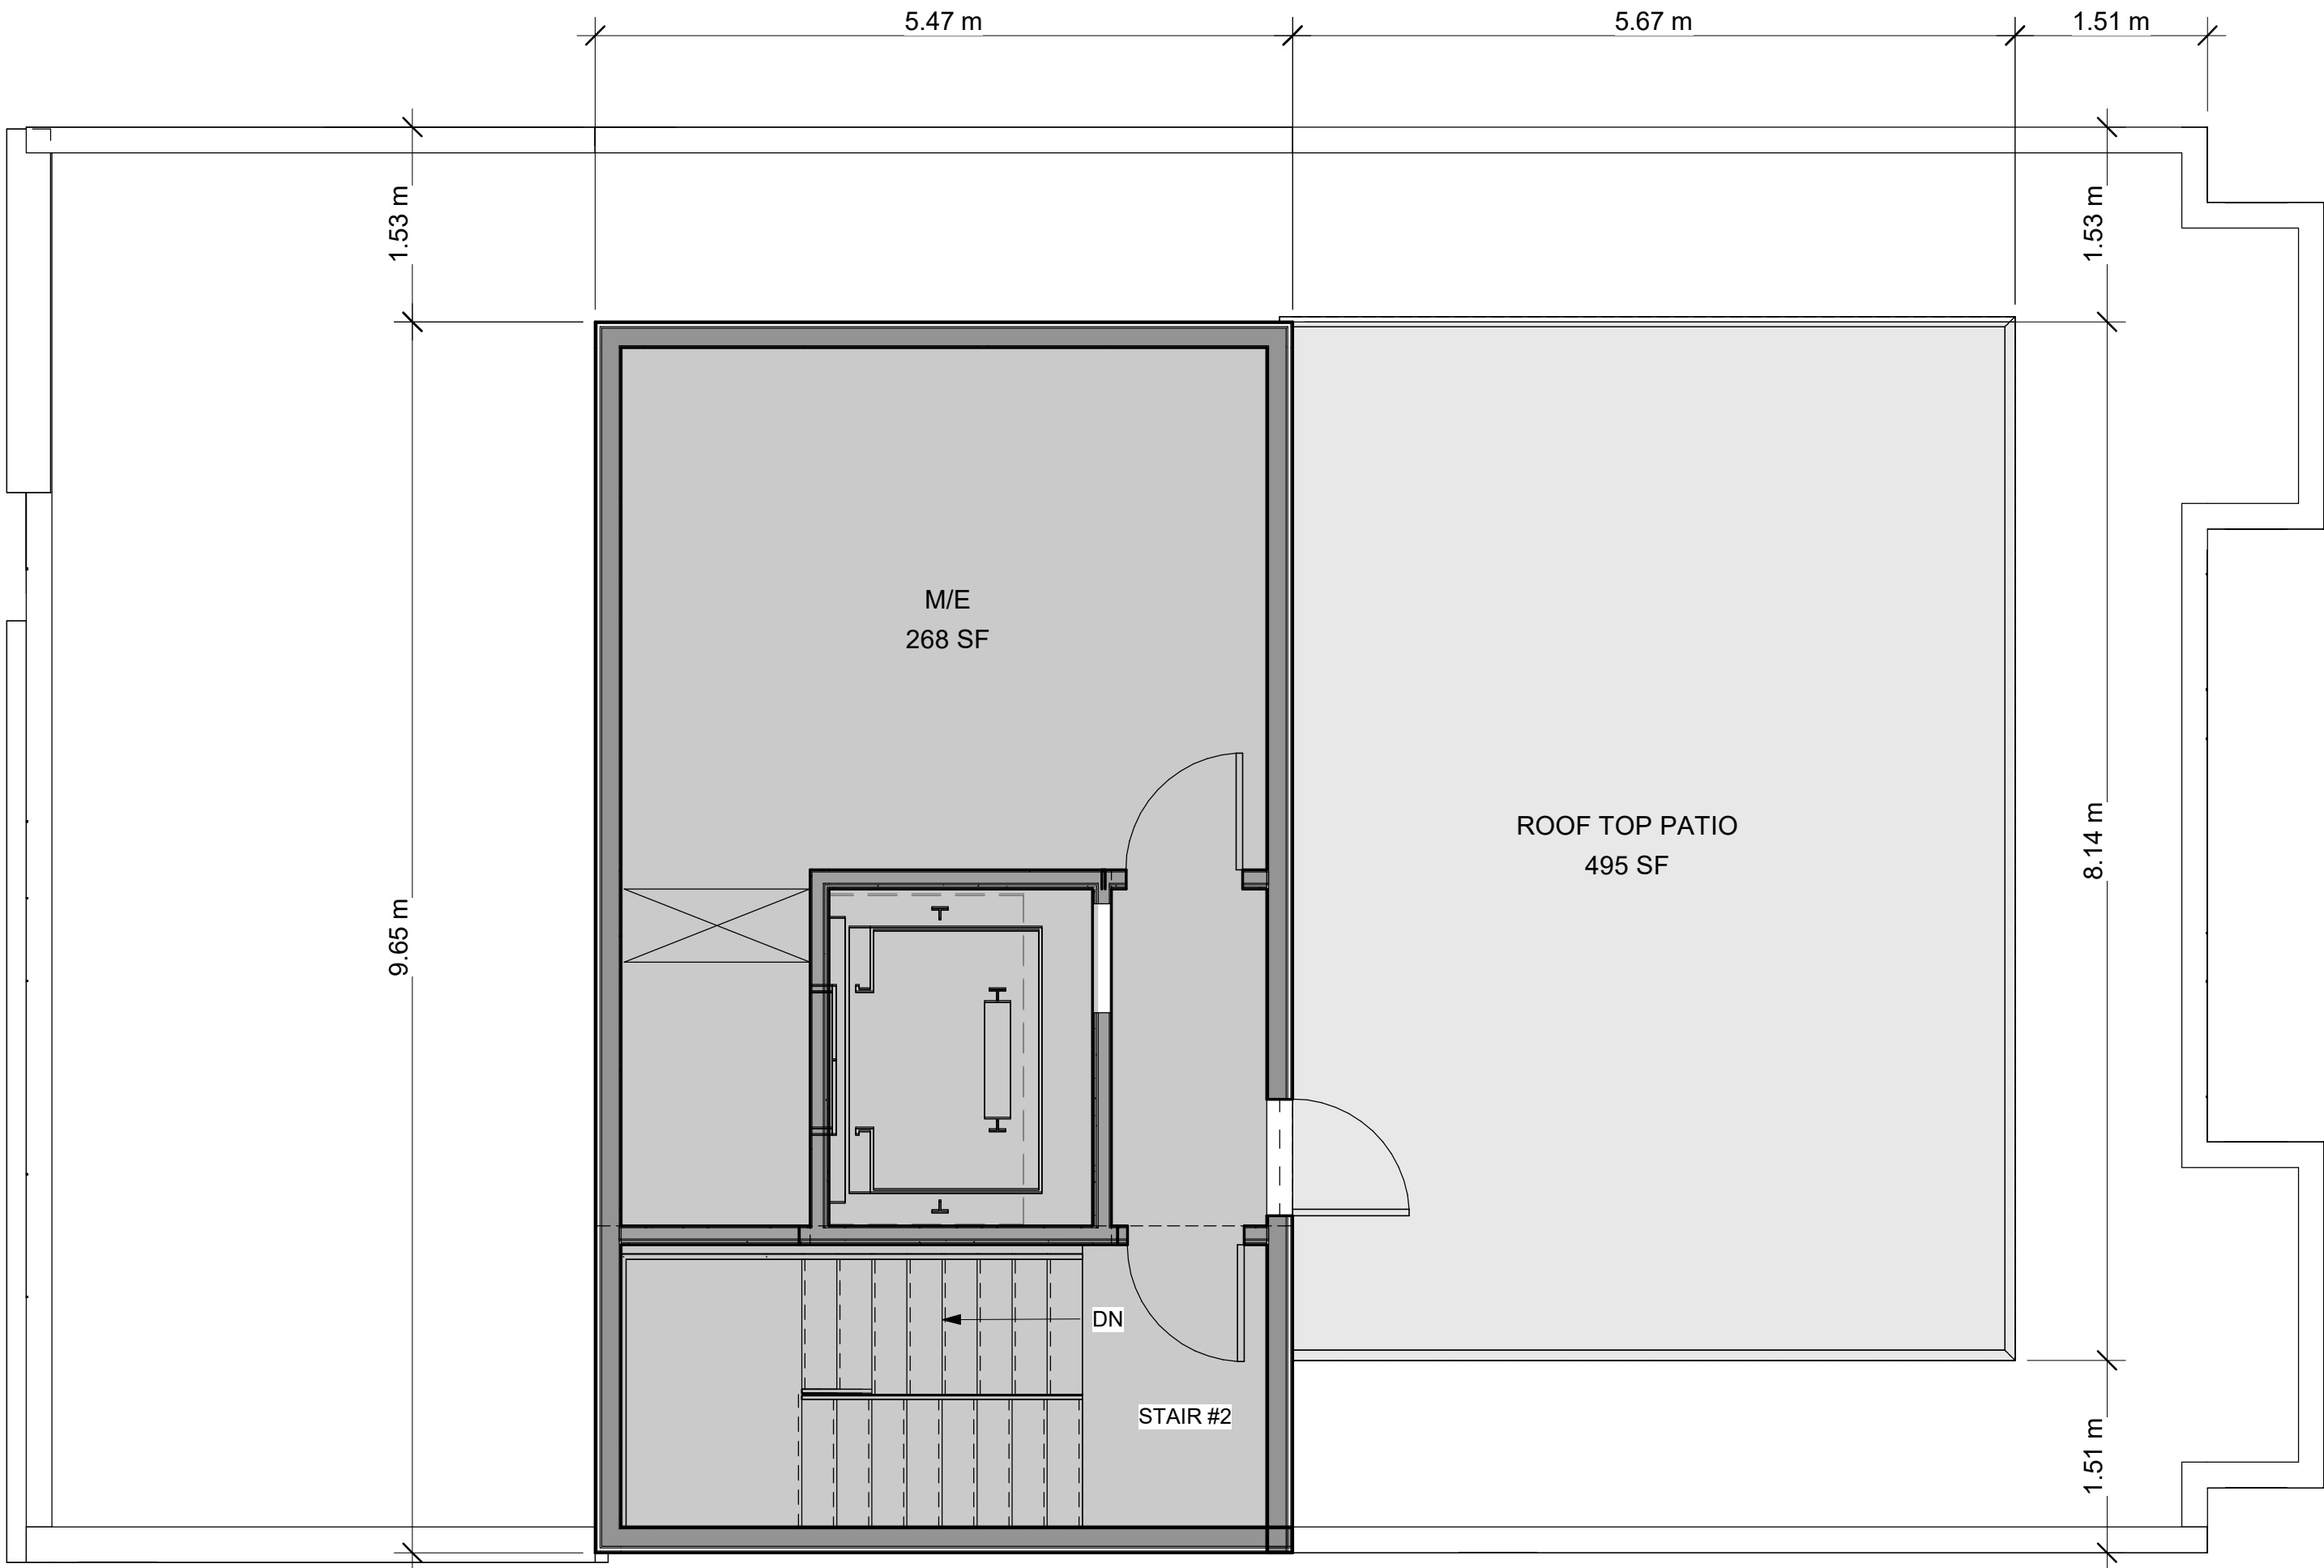 5.47 m
5.67 m
1.51 m
1.53 m
1.53 m
M/E
268 SF
ROOF TOP PATIO
495 SF
8.14 m
9.65 m
DN
STAIR #2
1.51 m